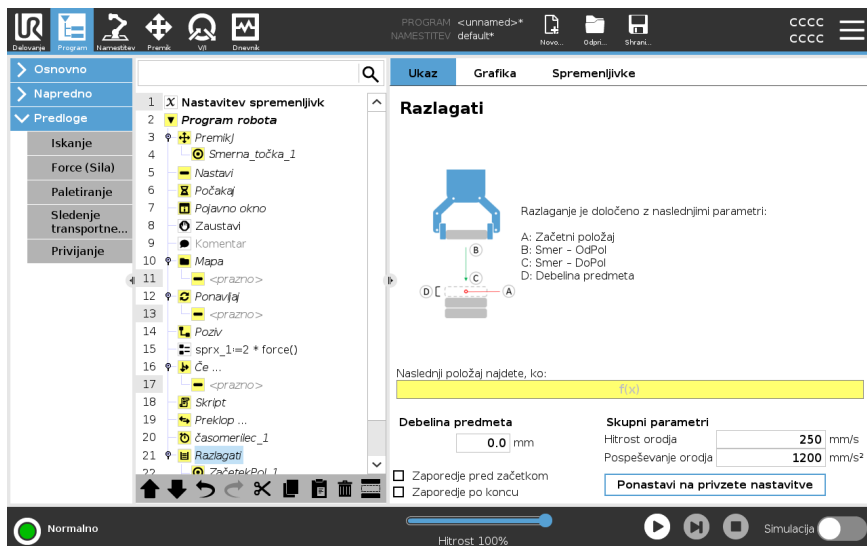 PROGRAM <unnamed>*
NAMESTITEV default*
Delovanje
Program
Namestitev
Premik
V/I
Dnevnik
Novo...
Odpri...
Shrani...
CCCC
CCCC
Osnovno
Napredno
Predloge
Iskanje
Force (Sila)
Paletiranje
Sledenje
transportne...
Privijanje
1 X Nastavitev spremenljivk
2 Program robota
3 PremikJ
4 Smerna_točka_1
5 Nastavi
6 Počakaj
7 Pojavno okno
8 Zaustavi
9 Komentar
10 Mapa
11 <prazno>
12 Ponavljaj
13 <prazno>
14 Poziv
15 sprx_1:=2 * force()
16 Če ...
17 <prazno>
18 Skript
19 Preklop ...
20 časomerilec_1
21 Razlagati
22 ZačetekPol_1
Ukaz
Grafika
Spremenljivke
Razlagati
Razlaganje je določeno z naslednjimi parametri:
A: Začetni položaj
B: Smer – OdPol
C: Smer – DoPol
D: Debelina predmeta
B
C
D
A
Naslednji položaj najdete, ko:
f(x)
Debelina predmeta
0.0 mm
Zaporedje pred začetkom
Zaporedje po koncu
Skupni parametri
Hitrost orodja 250 mm/s
Pospeševanje orodja 1200 mm/s²
Ponastavi na privzete nastavitve
Normalno
Hitrost 100%
Simulacija